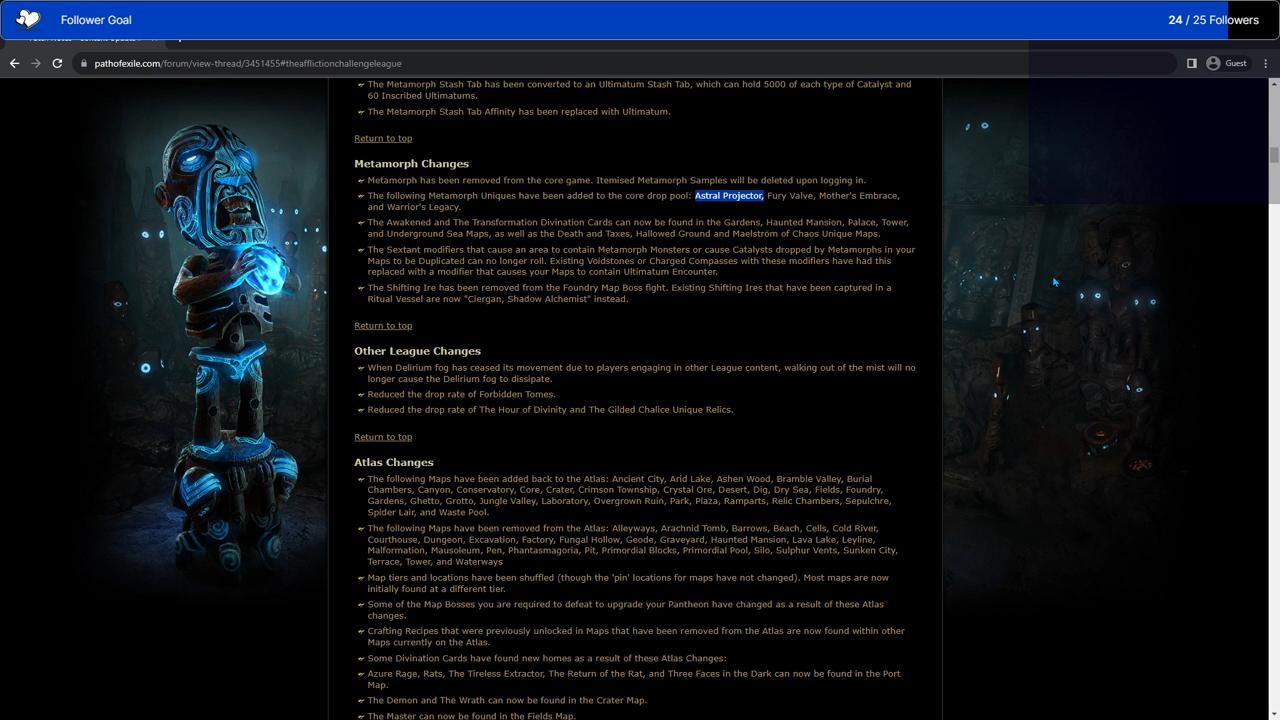 Follower Goal
24 / 25 Followers
pathofexile.com/forum/view-thread/3451455#theafflictionchallengeleague
Guest
The Metamorph Stash Tab has been converted to an Ultimatum Stash Tab, which can hold 5000 of each type of Catalyst and
60 Inscribed Ultimatums.
The Metamorph Stash Tab Affinity has been replaced with Ultimatum.
Return to top
Metamorph Changes
Metamorph has been removed from the core game. Itemised Metamorph Samples will be deleted upon logging in.
The following Metamorph Uniques have been added to the core drop pool: Astral Projector, Fury Valve, Mother's Embrace,
and Warrior's Legacy.
The Awakened and The Transformation Divination Cards can now be found in the Gardens, Haunted Mansion, Palace, Tower,
and Underground Sea Maps, as well as the Death and Taxes, Hallowed Ground and Maelström of Chaos Unique Maps.
The Sextant modifiers that cause an area to contain Metamorph Monsters or cause Catalysts dropped by Metamorphs in your
Maps to be Duplicated can no longer roll. Existing Voidstones or Charged Compasses with these modifiers have had this
replaced with a modifier that causes your Maps to contain Ultimatum Encounter.
The Shifting Ire has been removed from the Foundry Map Boss fight. Existing Shifting Ires that have been captured in a
Ritual Vessel are now "Ciergan, Shadow Alchemist" instead.
Return to top
Other League Changes
When Delirium fog has ceased its movement due to players engaging in other League content, walking out of the mist will no
longer cause the Delirium fog to dissipate.
Reduced the drop rate of Forbidden Tomes.
Reduced the drop rate of The Hour of Divinity and The Gilded Chalice Unique Relics.
Return to top
Atlas Changes
The following Maps have been added back to the Atlas: Ancient City, Arid Lake, Ashen Wood, Bramble Valley, Burial
Chambers, Canyon, Conservatory, Core, Crater, Crimson Township, Crystal Ore, Desert, Dig, Dry Sea, Fields, Foundry,
Gardens, Ghetto, Grotto, Jungle Valley, Laboratory, Overgrown Ruin, Park, Plaza, Ramparts, Relic Chambers, Sepulchre,
Spider Lair, and Waste Pool.
The following Maps have been removed from the Atlas: Alleyways, Arachnid Tomb, Barrows, Beach, Cells, Cold River,
Courthouse, Dungeon, Excavation, Factory, Fungal Hollow, Geode, Graveyard, Haunted Mansion, Lava Lake, Leyline,
Malformation, Mausoleum, Pen, Phantasmagoria, Pit, Primordial Blocks, Primordial Pool, Silo, Sulphur Vents, Sunken City,
Terrace, Tower, and Waterways
Map tiers and locations have been shuffled (though the 'pin' locations for maps have not changed). Most maps are now
initially found at a different tier.
Some of the Map Bosses you are required to defeat to upgrade your Pantheon have changed as a result of these Atlas
changes.
Crafting Recipes that were previously unlocked in Maps that have been removed from the Atlas are now found within other
Maps currently on the Atlas.
Some Divination Cards have found new homes as a result of these Atlas Changes:
Azure Rage, Rats, The Tireless Extractor, The Return of the Rat, and Three Faces in the Dark can now be found in the Port
Map.
The Demon and The Wrath can now be found in the Crater Map.
The Master can now be found in the Fields Map.